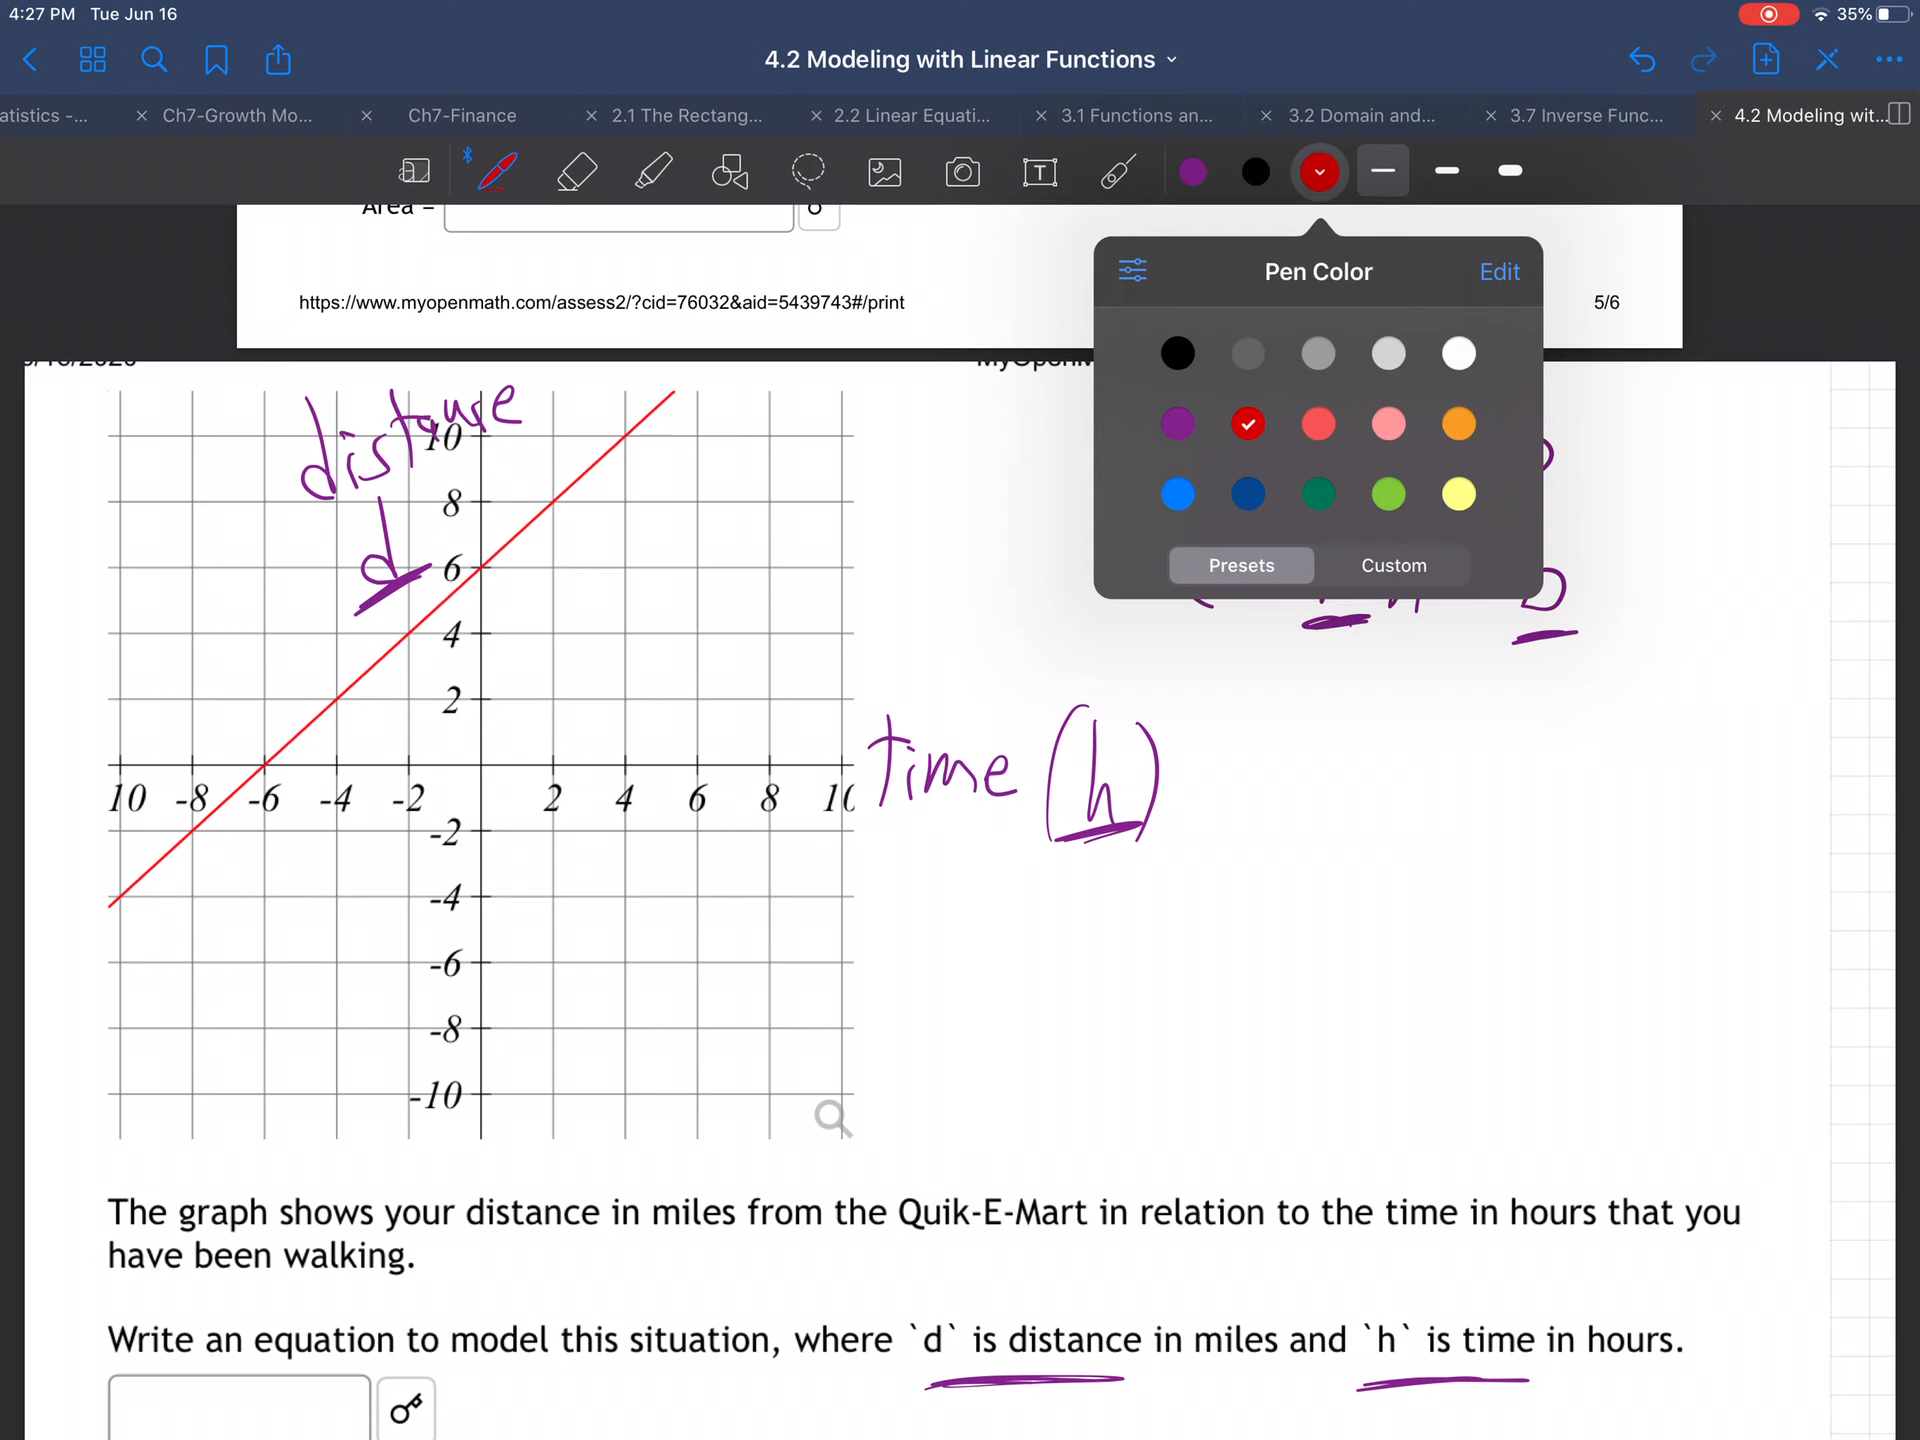 4:27 PM Tue Jun 16
35%
4.2 Modeling with Linear Functions
atistics -...
Ch7-Growth Mo...
Ch7-Finance
2.1 The Rectang...
2.2 Linear Equati...
3.1 Functions an...
3.2 Domain and...
3.7 Inverse Func...
4.2 Modeling wit...
T
Area =
Pen Color
Edit
https://www.myopenmath.com/assess2/?cid=76032&aid=5439743#/print
5/6
Presets
Custom
distance
d
10
8
6
4
2
10 -8 -6 -4 -2 2 4 6 8 10
time (h)
-2
-4
-6
-8
-10
The graph shows your distance in miles from the Quik-E-Mart in relation to the time in hours that you
have been walking.
Write an equation to model this situation, where `d` is distance in miles and `h` is time in hours.